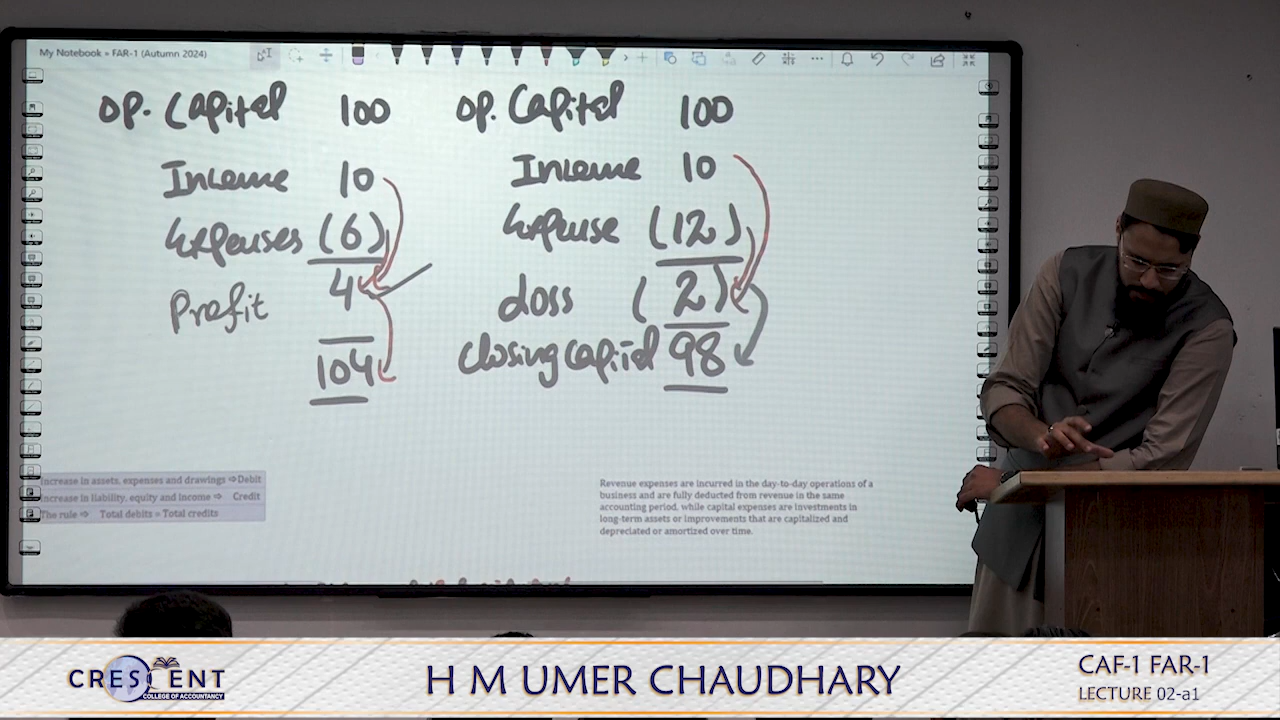 My Notebook » FAR-1 (Autumn 2024)
op. Capital 100
Income 10
Expenses (6)
4
Profit
104
op. Capital 100
Income 10
Expense (12)
Loss (2)
Closing capital 98
Increase in assets, expenses and drawings ⇒Debit
Increase in liability, equity and income ⇒ Credit
The rule ⇒ Total debits = Total credits
Revenue expenses are incurred in the day-to-day operations of a
business and are fully deducted from revenue in the same
accounting period, while capital expenses are investments in
long-term assets or improvements that are capitalized and
depreciated or amortized over time.
CRESCENT
COLLEGE OF ACCOUNTANCY
H M UMER CHAUDHARY
CAF-1 FAR-1
LECTURE 02-a1